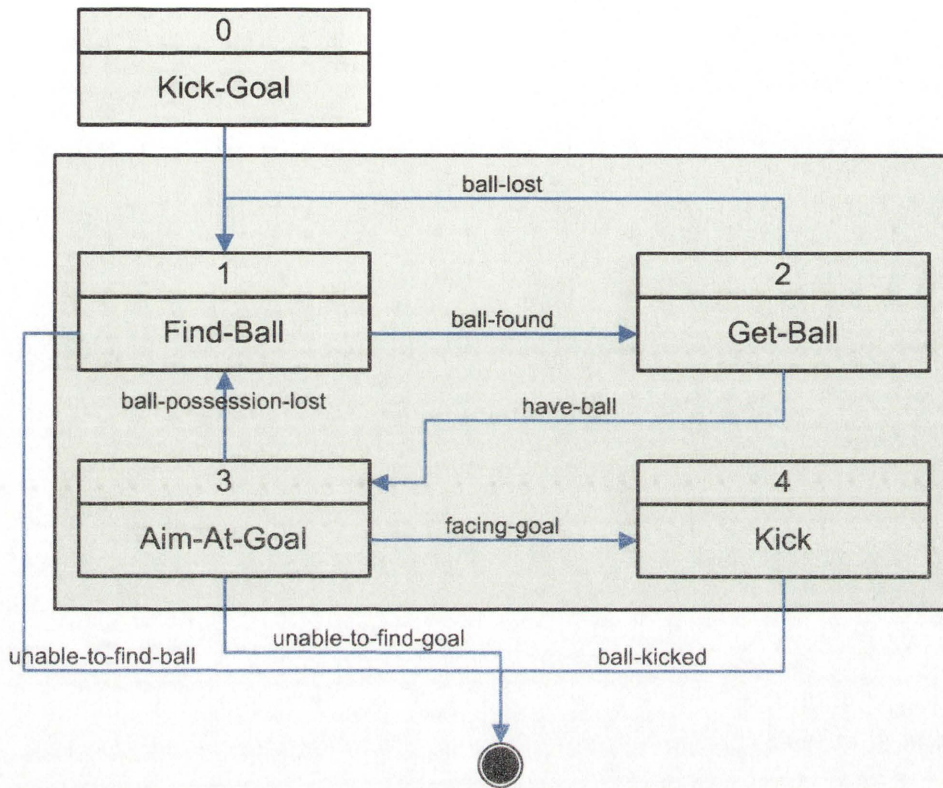 0
Kick-Goal
ball-lost
1
Find-Ball
ball-found
2
Get-Ball
ball-possession-lost
have-ball
3
Aim-At-Goal
facing-goal
4
Kick
unable-to-find-goal
unable-to-find-ball
ball-kicked